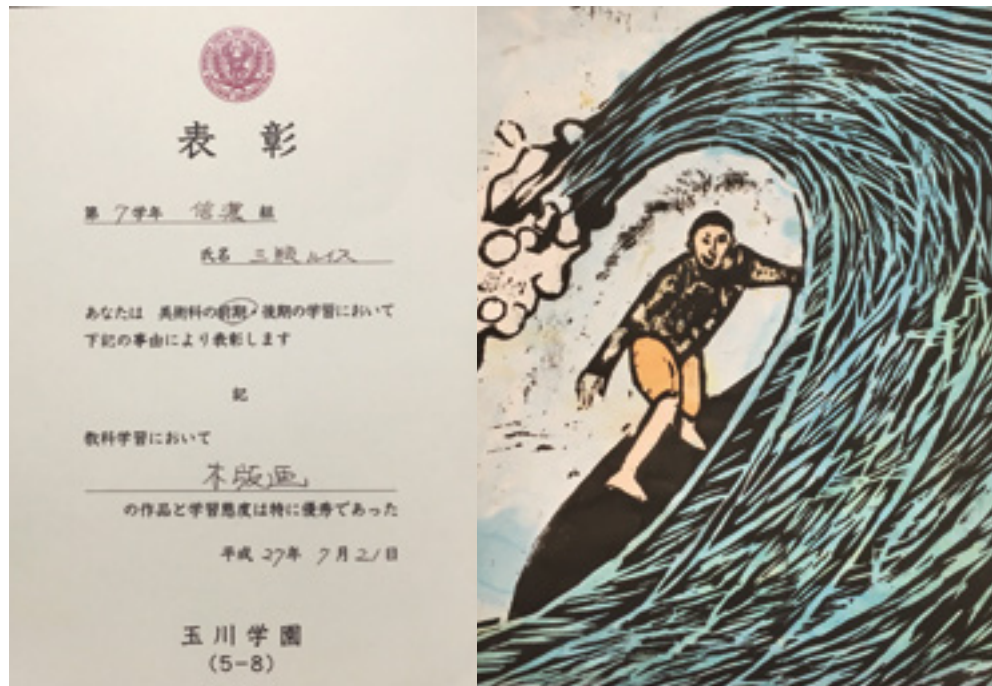 表 彰
第 7学年 信濃 組
氏名 三 ルイス
あなたは 美術科の前期・後期の学習において
下記の事由により表彰します
記
教科学習において
木版画
の作品と学習態度は特に優秀であった
平成 27年 7月 21日
玉川学園
(5-8)